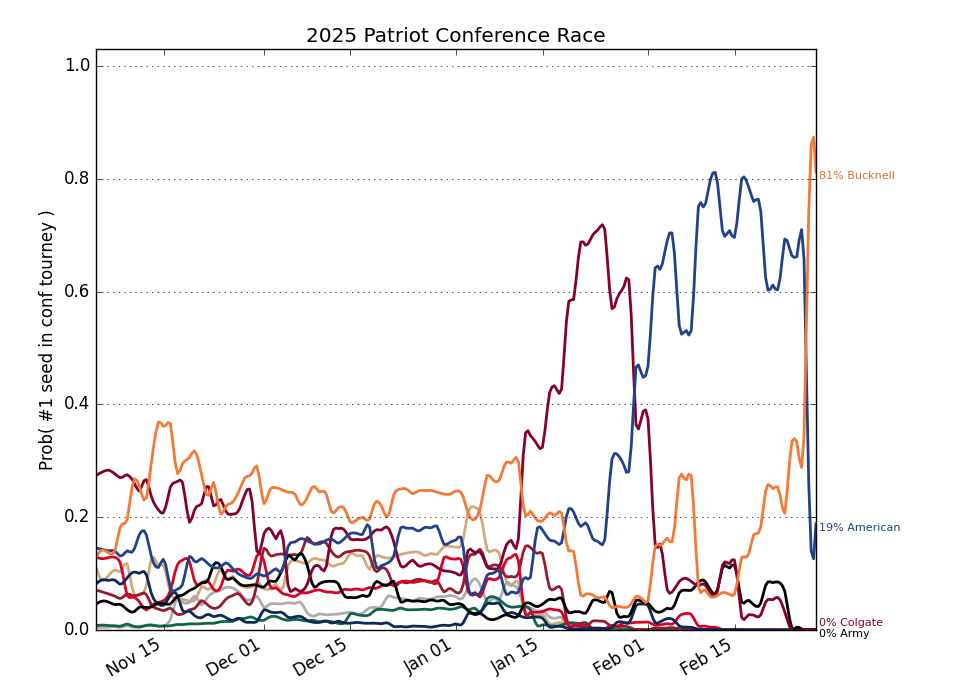 2025 Patriot Conference Race
Prob( #1 seed in conf tourney )
1.0
0.8
0.6
0.4
0.2
0.0
Nov 15
Dec 01
Dec 15
Jan 01
Jan 15
Feb 01
Feb 15
81% Bucknell
19% American
0% Colgate
0% Army